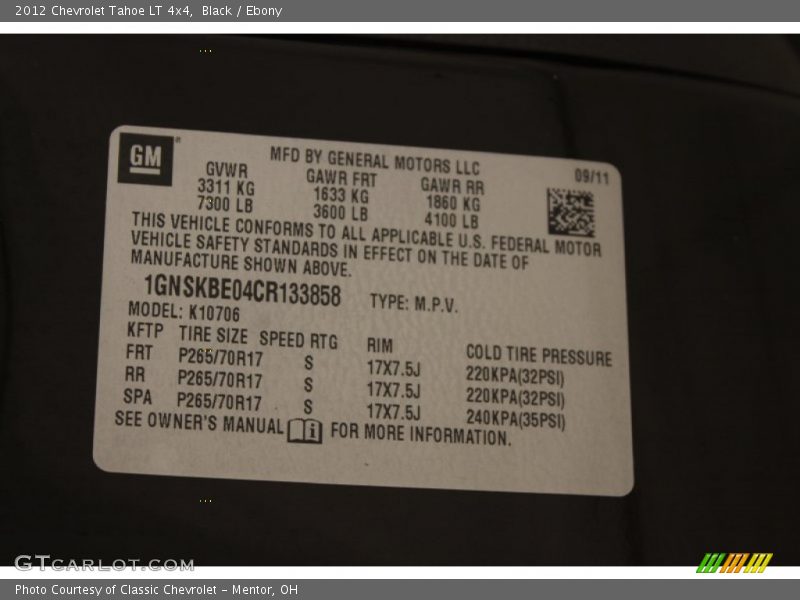 2012 Chevrolet Tahoe LT 4x4, Black / Ebony
GM
MFD BY GENERAL MOTORS LLC
09/11
GVWR GAWR FRT GAWR RR
3311 KG 1633 KG 1860 KG
7300 LB 3600 LB 4100 LB
THIS VEHICLE CONFORMS TO ALL APPLICABLE U.S. FEDERAL MOTOR
VEHICLE SAFETY STANDARDS IN EFFECT ON THE DATE OF
MANUFACTURE SHOWN ABOVE.
1GNSKBE04CR133858 TYPE: M.P.V.
MODEL: K10706
KFTP TIRE SIZE SPEED RTG RIM COLD TIRE PRESSURE
FRT P265/70R17 S 17X7.5J 220KPA(32PSI)
RR P265/70R17 S 17X7.5J 220KPA(32PSI)
SPA P265/70R17 S 17X7.5J 240KPA(35PSI)
SEE OWNER'S MANUAL i FOR MORE INFORMATION.
GTCARLOT.COM
Photo Courtesy of Classic Chevrolet - Mentor, OH